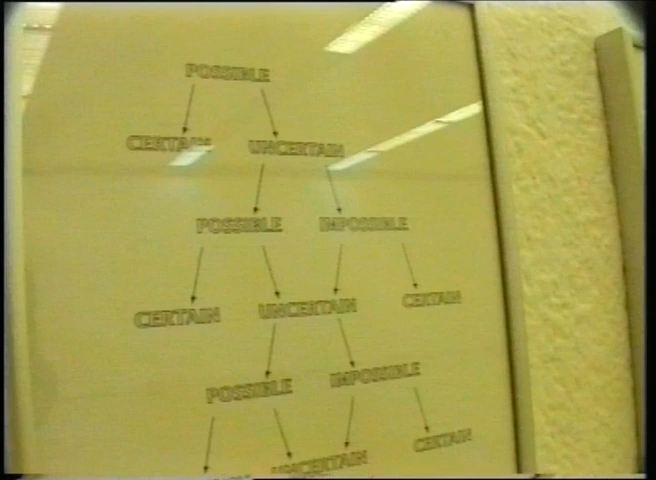 POSSIBLE
CERTAIN UNCERTAIN
POSSIBLE IMPOSSIBLE
CERTAIN UNCERTAIN CERTAIN
POSSIBLE IMPOSSIBLE
UNCERTAIN CERTAIN